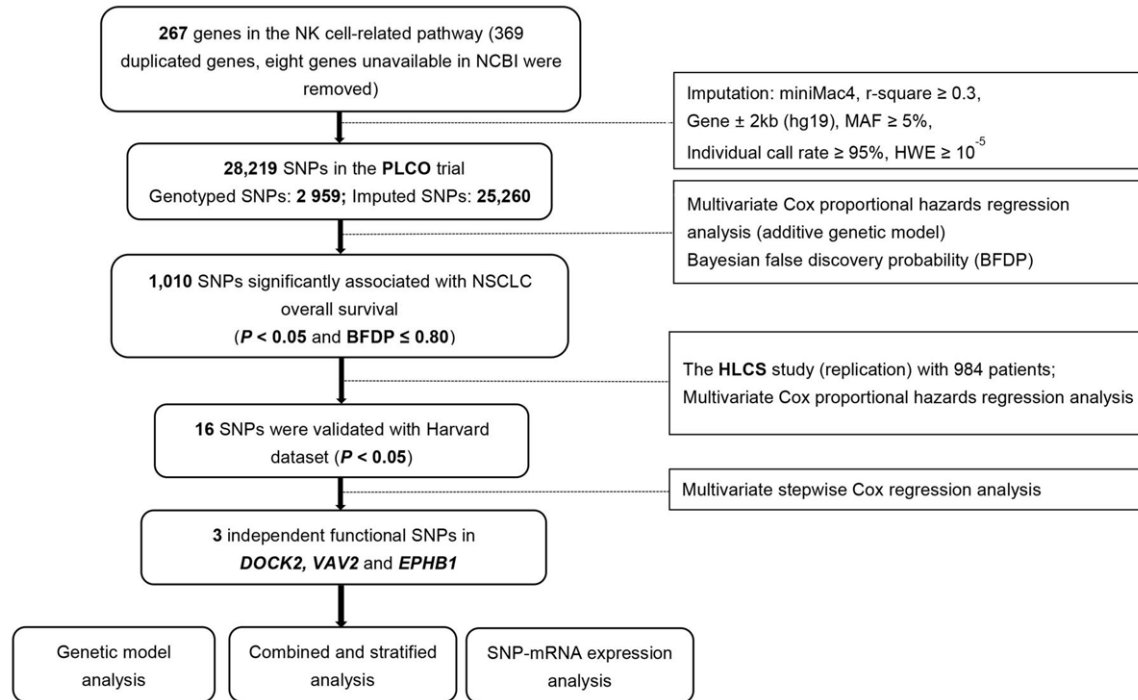 267 genes in the NK cell-related pathway (369
duplicated genes, eight genes unavailable in NCBI were
removed)
Imputation: miniMac4, r-square ≥ 0.3,
Gene ± 2kb (hg19), MAF ≥ 5%,
Individual call rate ≥ 95%, HWE ≥ 10⁻⁵
28,219 SNPs in the PLCO trial
Genotyped SNPs: 2 959; Imputed SNPs: 25,260
Multivariate Cox proportional hazards regression
analysis (additive genetic model)
Bayesian false discovery probability (BFDP)
1,010 SNPs significantly associated with NSCLC
overall survival
(P < 0.05 and BFDP ≤ 0.80)
The HLCS study (replication) with 984 patients;
Multivariate Cox proportional hazards regression analysis
16 SNPs were validated with Harvard
dataset (P < 0.05)
Multivariate stepwise Cox regression analysis
3 independent functional SNPs in
DOCK2, VAV2 and EPHB1
Genetic model
analysis
Combined and stratified
analysis
SNP-mRNA expression
analysis